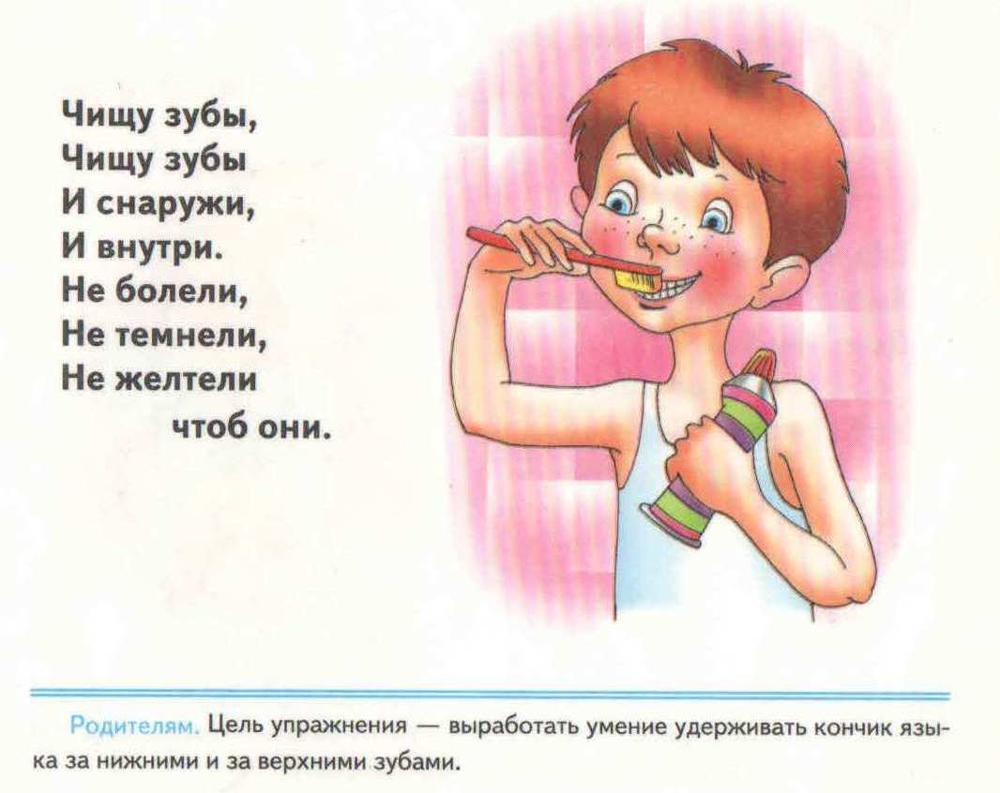 Чищу зубы,
Чищу зубы
И снаружи,
И внутри.
Не болели,
Не темнели,
Не желтели
чтоб они.
Родителям. Цель упражнения — выработать умение удерживать кончик язы-
ка за нижними и за верхними зубами.